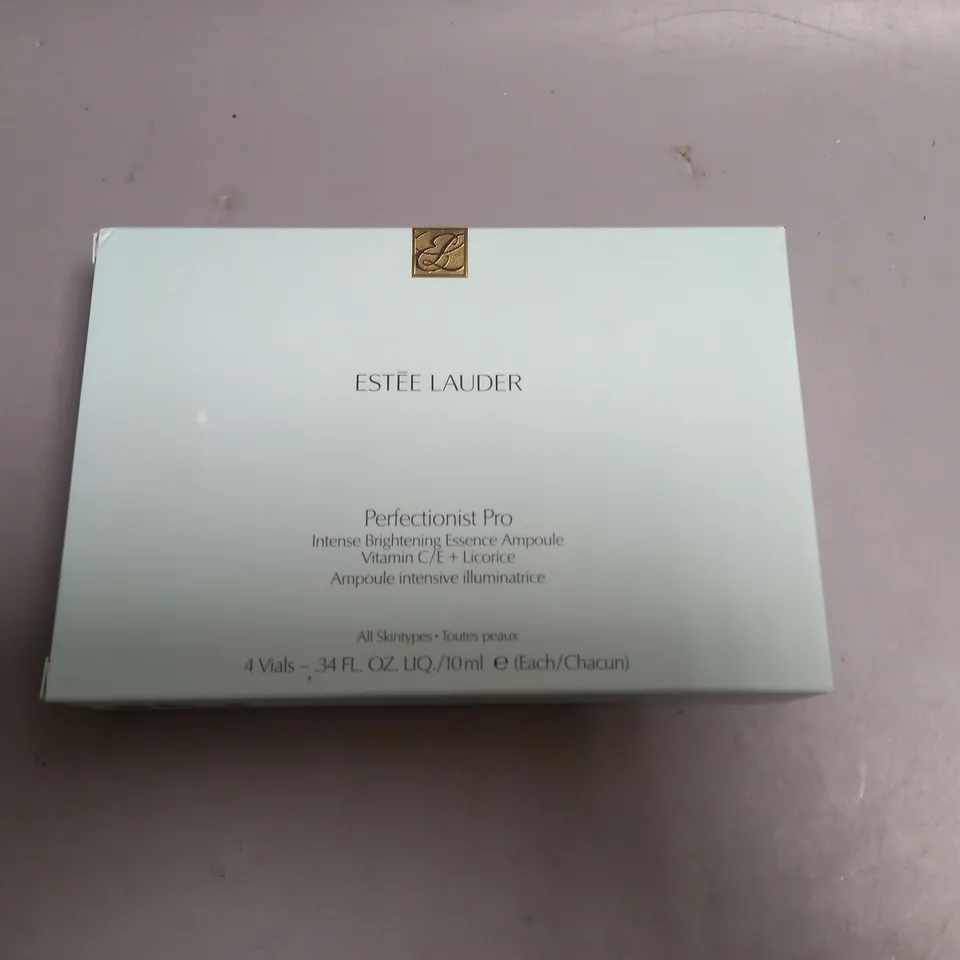 EL
ESTĒE LAUDER
Perfectionist Pro
Intense Brightening Essence Ampoule
Vitamin C/E + Licorice
Ampoule intensive illuminatrice
All Skintypes • Toutes peaux
4 Vials – .34 FL. OZ. LIQ./10 ml ℮ (Each/Chacun)